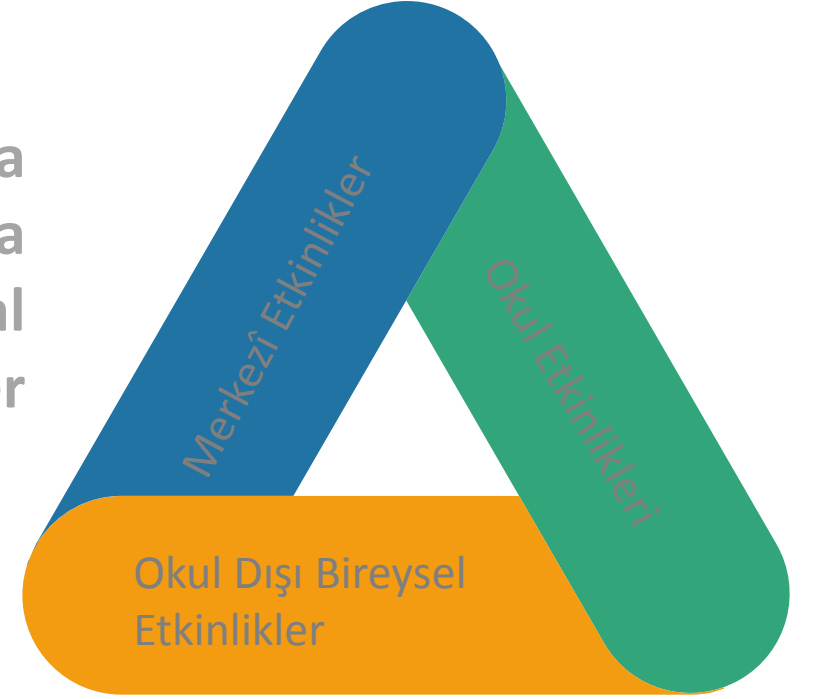 Merkezî Etkinlikler
Okul Etkinlikleri
Okul Dışı Bireysel
Etkinlikler